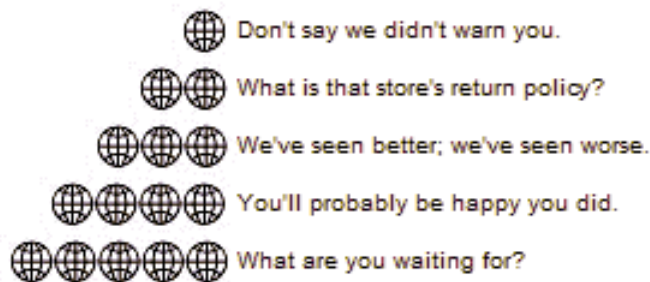 Don't say we didn't warn you.
What is that store's return policy?
We've seen better; we've seen worse.
You'll probably be happy you did.
What are you waiting for?